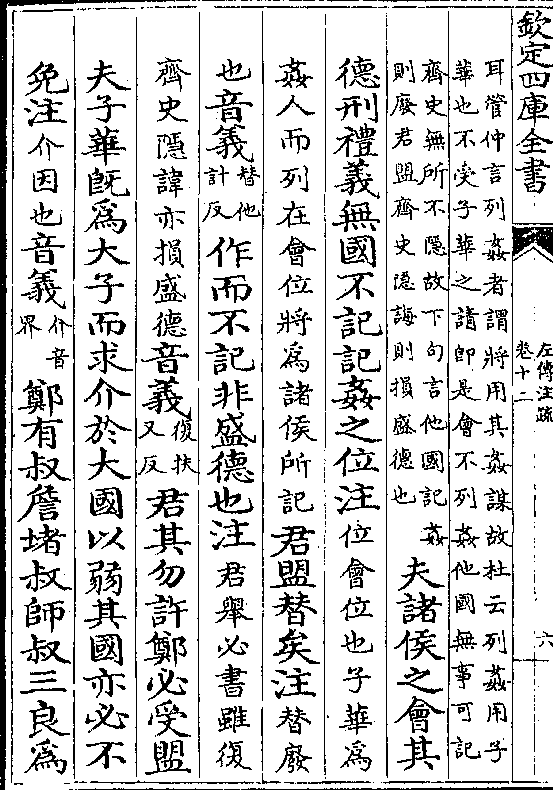 欽定四庫全書
左傳注疏
卷十二
六
耳管仲言列姦者謂將用其姦謀故杜云列姦用子
華也不受子華之請即是會不列姦他國無事可記
齊史無所不隱故下句言他國記姦
則廢君盟齊史隱諱則損盛德也
夫諸侯之會其
德刑禮義無國不記記姦之位注位會位也子華為
姦人而列在會位將為諸侯所記君盟替矣注替廢
也音義替他計反作而不記非盛德也注君舉必書雖復
齊史隱諱亦損盛德音義復扶又反君其勿許鄭必受盟
夫子華既為大子而求介於大國以弱其國亦必不
免注介因也音義介音界鄭有叔詹堵叔師叔三良為